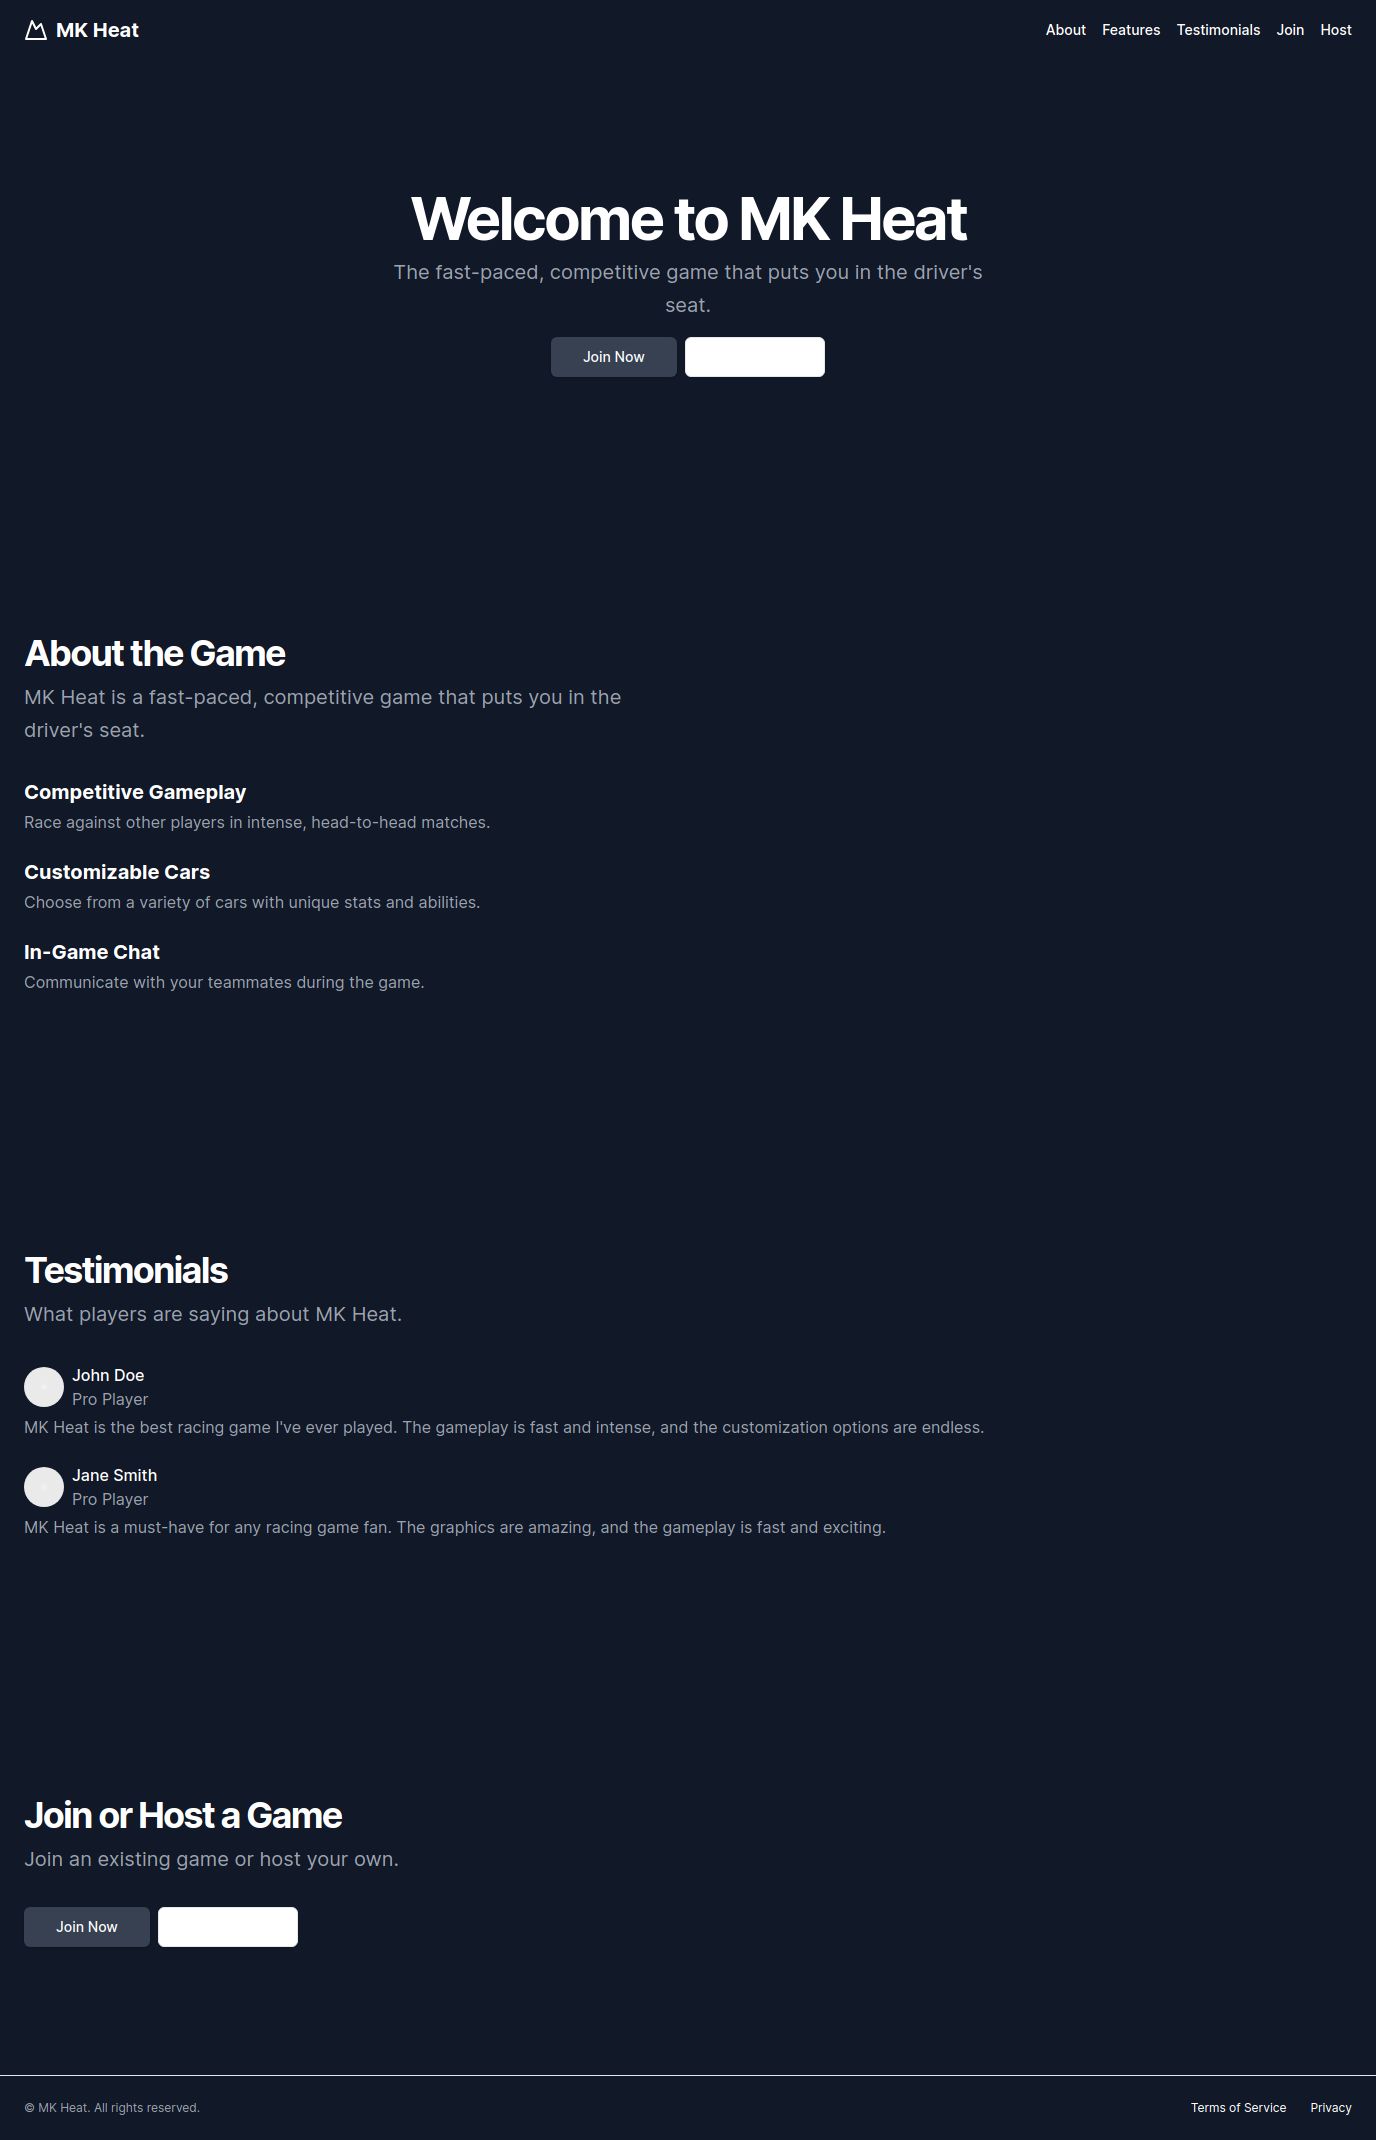 MK Heat
About Features Testimonials Join Host
Welcome to MK Heat
The fast-paced, competitive game that puts you in the driver's
seat.
Join Now
About the Game
MK Heat is a fast-paced, competitive game that puts you in the
driver's seat.
Competitive Gameplay
Race against other players in intense, head-to-head matches.
Customizable Cars
Choose from a variety of cars with unique stats and abilities.
In-Game Chat
Communicate with your teammates during the game.
Testimonials
What players are saying about MK Heat.
John Doe
Pro Player
MK Heat is the best racing game I've ever played. The gameplay is fast and intense, and the customization options are endless.
Jane Smith
Pro Player
MK Heat is a must-have for any racing game fan. The graphics are amazing, and the gameplay is fast and exciting.
Join or Host a Game
Join an existing game or host your own.
Join Now
© MK Heat. All rights reserved.
Terms of Service Privacy